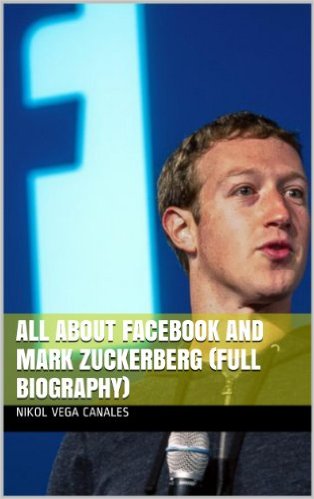 ALL ABOUT FACEBOOK AND
MARK ZUCKERBERG (FULL
BIOGRAPHY)
NIKOL VEGA CANALES